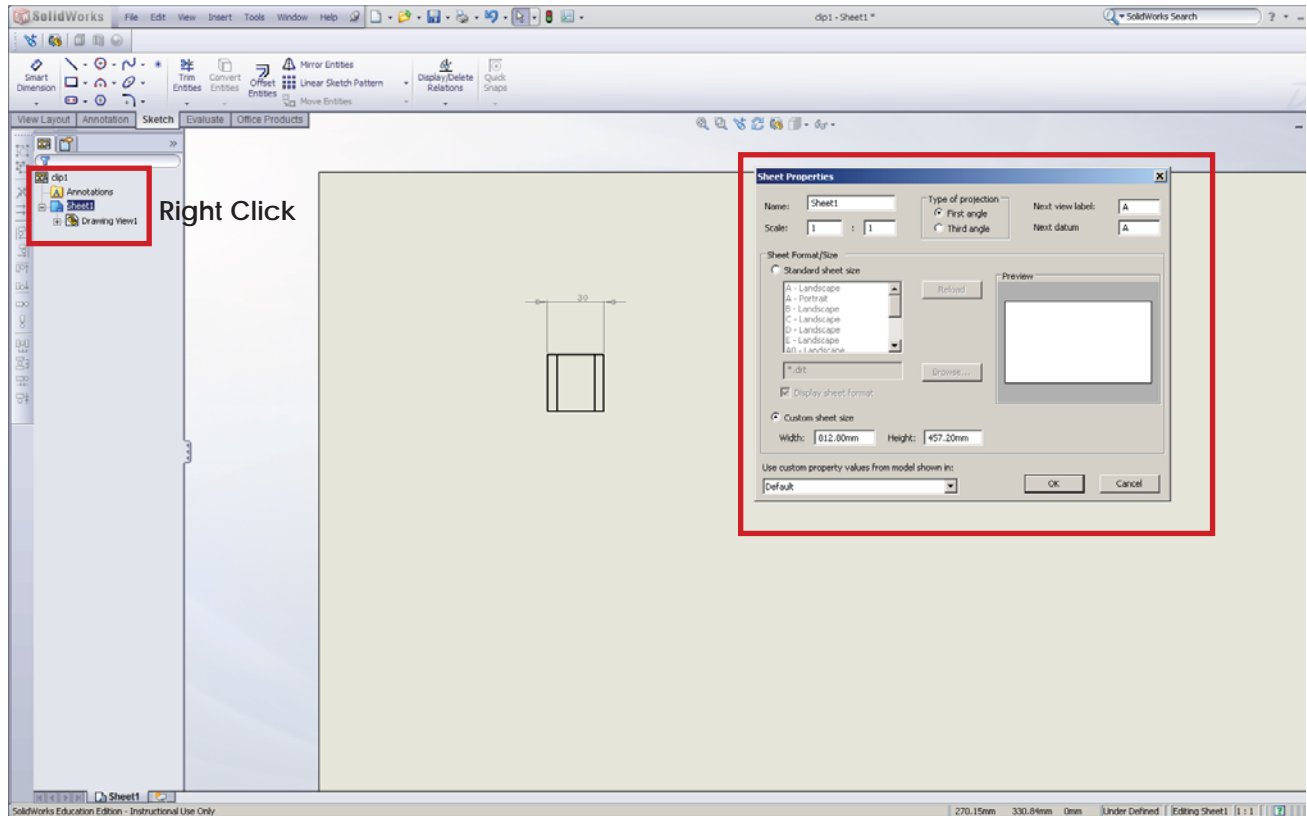 SolidWorks File Edit View Insert Tools Window Help clip1 - Sheet1 * SolidWorks Search ?
Smart Dimension
Trim Entities
Convert Entities
Offset Entities
Mirror Entities
Linear Sketch Pattern
Move Entities
Display/Delete Relations
Quick Snaps
View Layout Annotation Sketch Evaluate Office Products
clip1
A Annotations
Sheet1
Drawing View1
Right Click
30
Sheet Properties
Name: Sheet1
Scale: 1 : 1
Type of projection
First angle
Third angle
Next view label: A
Next datum A
Sheet Format/Size
Standard sheet size
A - Landscape
A - Portrait
B - Landscape
C - Landscape
D - Landscape
E - Landscape
A0 - Landscape
Reload
*.drt
Browse...
Display sheet format
Preview
Custom sheet size
Width: 812.80mm Height: 457.20mm
Use custom property values from model shown in:
Default
OK Cancel
Sheet1
SolidWorks Education Edition - Instructional Use Only 270.15mm 330.84mm 0mm Under Defined Editing Sheet1 1 : 1 ?